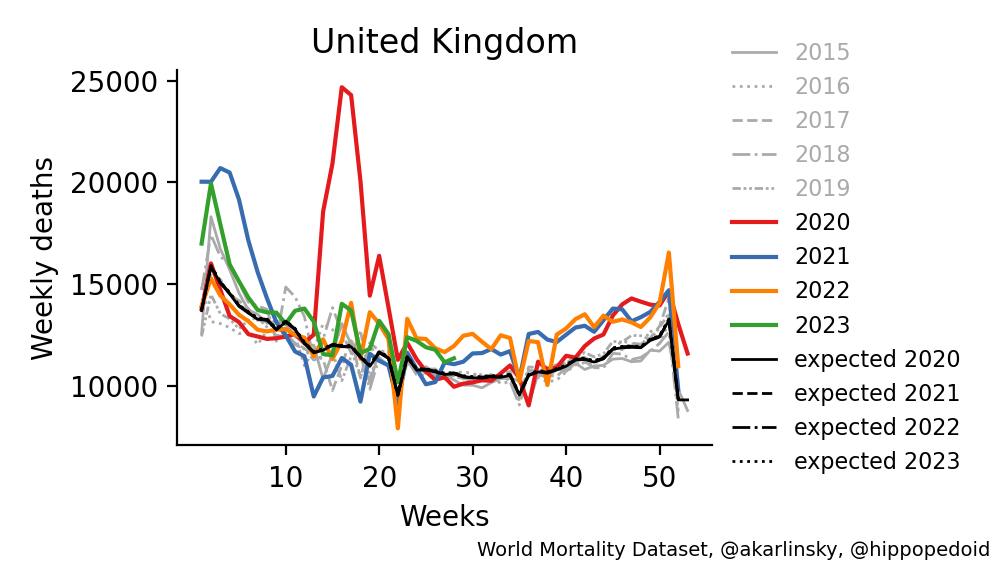 United Kingdom
25000
20000
15000
10000
Weekly deaths
10 20 30 40 50
Weeks
2015
2016
2017
2018
2019
2020
2021
2022
2023
expected 2020
expected 2021
expected 2022
expected 2023
World Mortality Dataset, @akarlinsky, @hippopedoid